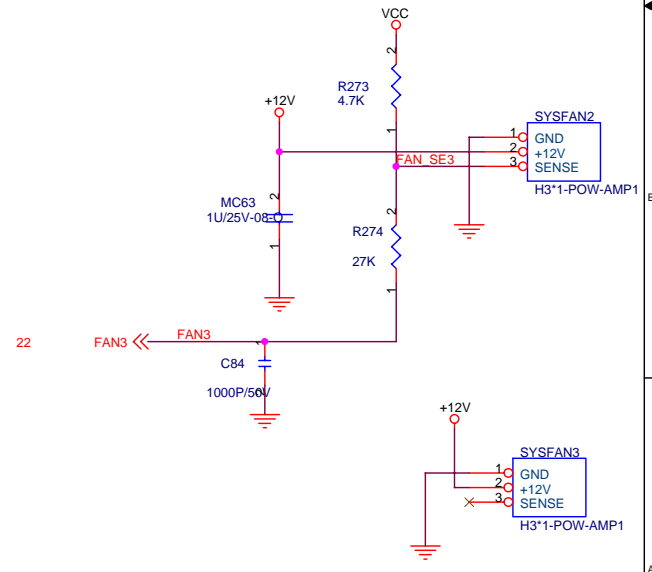 VCC
2
R273
4.7K
1
+12V
SYSFAN2
1
GND
2
+12V
3
SENSE
FAN_SE3
H3*1-POW-AMP1
B
2
MC63
1U/25V-08-O
1
2
R274
27K
1
22
FAN3
FAN3
1
C84
1000P/50V
2
+12V
SYSFAN3
1
GND
2
+12V
3
SENSE
H3*1-POW-AMP1
A